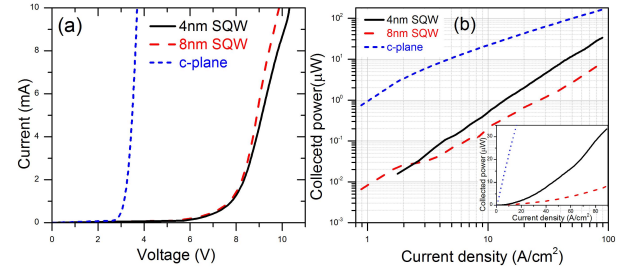 (a)
4nm SQW
8nm SQW
c-plane
Current (mA)
10
8
6
4
2
0
0 2 4 6 8 10
Voltage (V)
(b)
4nm SQW
8nm SQW
c-plane
Collecetd power(μW)
10²
10¹
10⁰
10⁻¹
10⁻²
10⁻³
1 10 100
Current density (A/cm²)
Collected power (μW)
30
20
10
0
0 20 40 60 80
Current density (A/cm²)